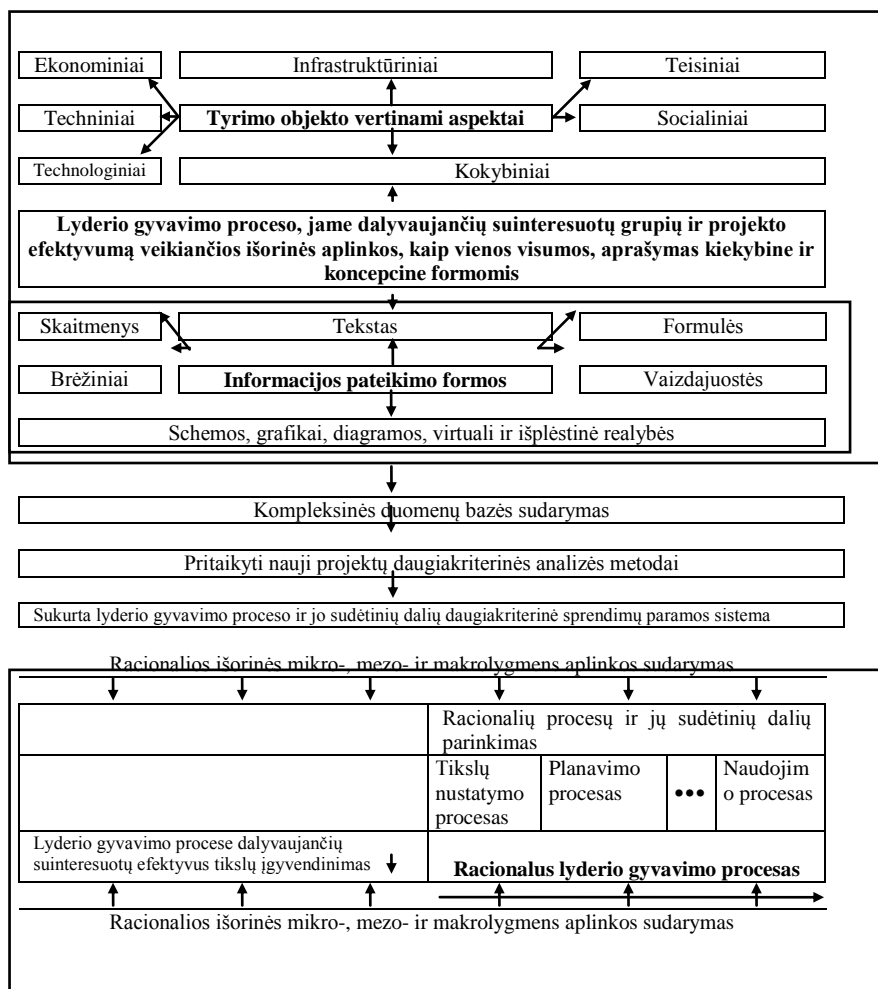 Ekonominiai
Infrastruktūriniai
Teisiniai
Techniniai
Tyrimo objekto vertinami aspektai
Socialiniai
Technologiniai
Kokybiniai
Lyderio gyvavimo proceso, jame dalyvaujančių suinteresuotų grupių ir projekto
efektyvumą veikiančios išorinės aplinkos, kaip vienos visumos, aprašymas kiekybine ir
koncepcine formomis
Skaitmenys
Tekstas
Formulės
Brėžiniai
Informacijos pateikimo formos
Vaizdajuostės
Schemos, grafikai, diagramos, virtuali ir išplėstinė realybės
Kompleksinės duomenų bazės sudarymas
Pritaikyti nauji projektų daugiakriterinės analizės metodai
Sukurta lyderio gyvavimo proceso ir jo sudėtinių dalių daugiakriterinė sprendimų paramos sistema
Racionalios išorinės mikro-, mezo- ir makrolygmens aplinkos sudarymas
Racionalių procesų ir jų sudėtinių dalių
parinkimas
Tikslų
nustatymo
procesas
Planavimo
procesas
•••
Naudojim
o procesas
Lyderio gyvavimo procese dalyvaujančių
suinteresuotų efektyvus tikslų įgyvendinimas
Racionalus lyderio gyvavimo procesas
Racionalios išorinės mikro-, mezo- ir makrolygmens aplinkos sudarymas